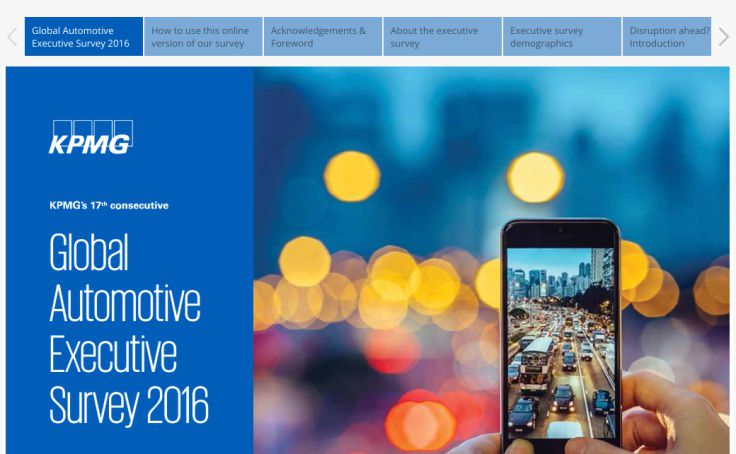 Global Automotive
Executive Survey 2016
How to use this online
version of our survey
Acknowledgements &
Foreword
About the executive
survey
Executive survey
demographics
Disruption ahead?
Introduction
KPMG
KPMG's 17th consecutive
Global
Automotive
Executive
Survey 2016